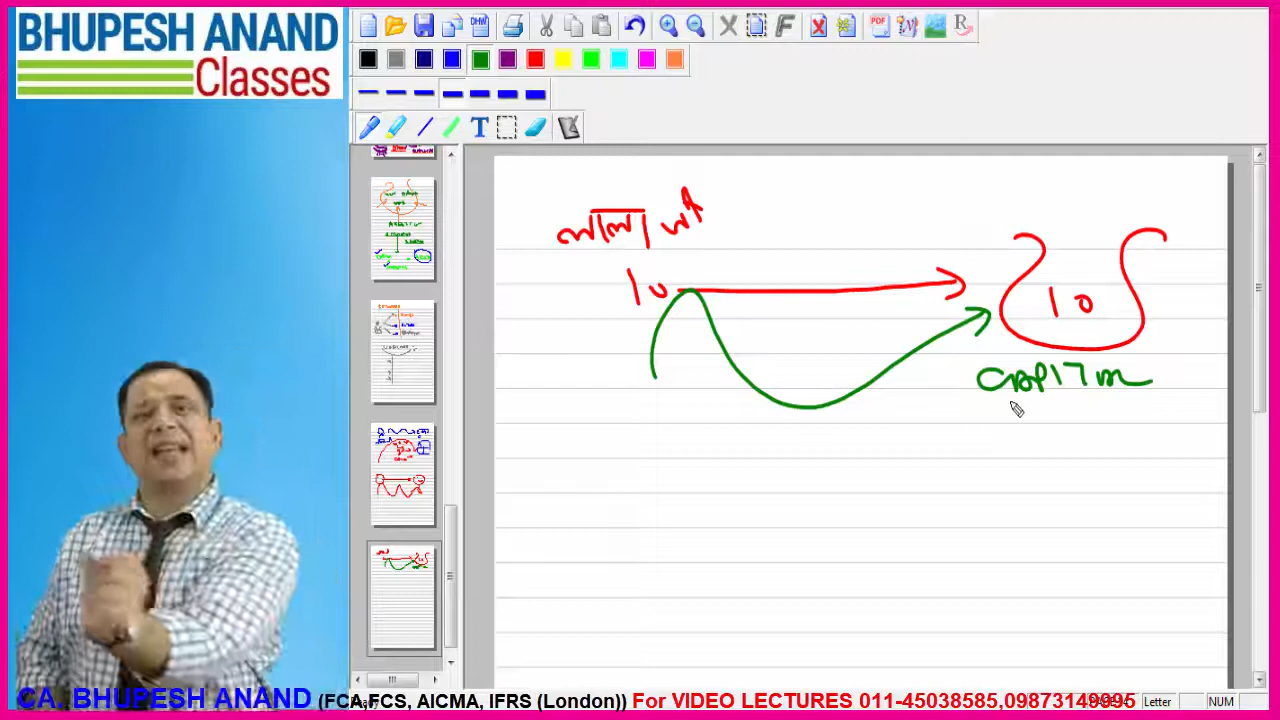 BHUPESH ANAND
Classes
लाला जी
10
10
CAPITAL
CA. BHUPESH ANAND (FCA,FCS, AICMA, IFRS (London)) For VIDEO LECTURES 011-45038585,09873149995
Letter
NUM